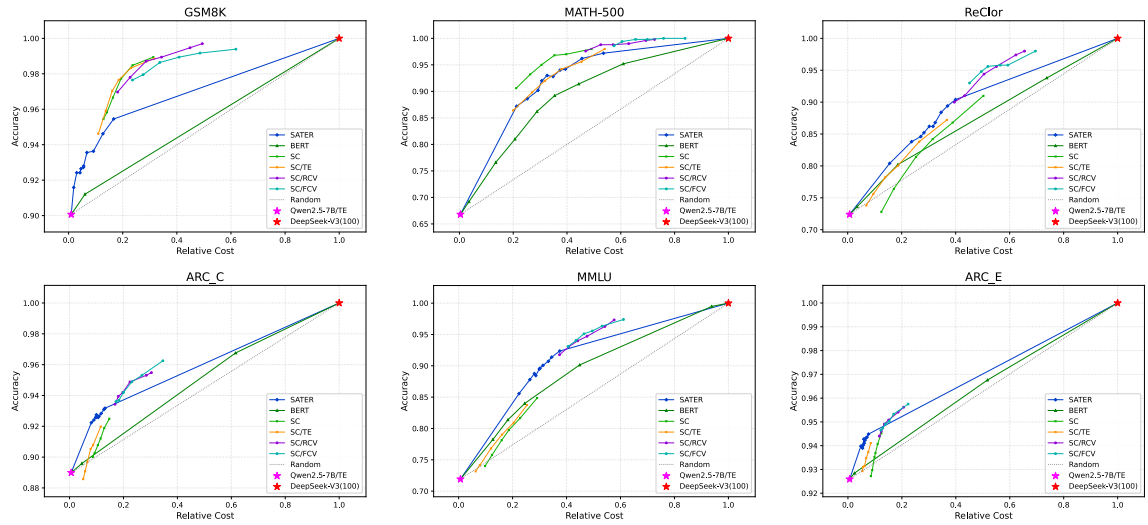 GSM8K
Accuracy
1.00
0.98
0.96
0.94
0.92
0.90
0.0 0.2 0.4 0.6 0.8 1.0
Relative Cost
SATER
BERT
SC
SC/TE
SC/RCV
SC/FCV
Random
Qwen2.5-7B/TE
DeepSeek-V3(100)
MATH-500
Accuracy
1.00
0.95
0.90
0.85
0.80
0.75
0.70
0.65
0.0 0.2 0.4 0.6 0.8 1.0
Relative Cost
SATER
BERT
SC
SC/TE
SC/RCV
SC/FCV
Random
Qwen2.5-7B/TE
DeepSeek-V3(100)
ReClor
Accuracy
1.00
0.95
0.90
0.85
0.80
0.75
0.70
0.0 0.2 0.4 0.6 0.8 1.0
Relative Cost
SATER
BERT
SC
SC/TE
SC/RCV
SC/FCV
Random
Qwen2.5-7B/TE
DeepSeek-V3(100)
ARC_C
Accuracy
1.00
0.98
0.96
0.94
0.92
0.90
0.88
0.0 0.2 0.4 0.6 0.8 1.0
Relative Cost
SATER
BERT
SC
SC/TE
SC/RCV
SC/FCV
Random
Qwen2.5-7B/TE
DeepSeek-V3(100)
MMLU
Accuracy
1.00
0.95
0.90
0.85
0.80
0.75
0.70
0.0 0.2 0.4 0.6 0.8 1.0
Relative Cost
SATER
BERT
SC
SC/TE
SC/RCV
SC/FCV
Random
Qwen2.5-7B/TE
DeepSeek-V3(100)
ARC_E
Accuracy
1.00
0.99
0.98
0.97
0.96
0.95
0.94
0.93
0.92
0.0 0.2 0.4 0.6 0.8 1.0
Relative Cost
SATER
BERT
SC
SC/TE
SC/RCV
SC/FCV
Random
Qwen2.5-7B/TE
DeepSeek-V3(100)